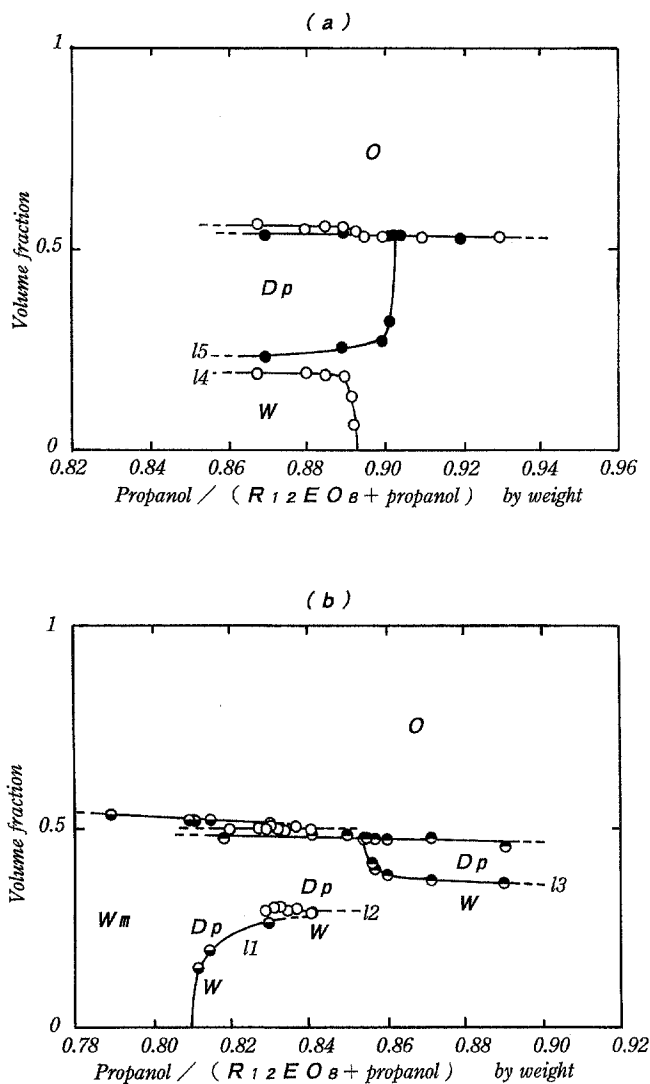 (a)
1
0.5
0
Volume fraction
O
Dp
l5
l4
W
0.82 0.84 0.86 0.88 0.90 0.92 0.94 0.96
Propanol / (R12EO8 + propanol) by weight
(b)
1
0.5
0
Volume fraction
O
Dp
W
l3
Dp
l2
W
Wm
Dp
l1
W
0.78 0.80 0.82 0.84 0.86 0.88 0.90 0.92
Propanol / (R12EO8 + propanol) by weight